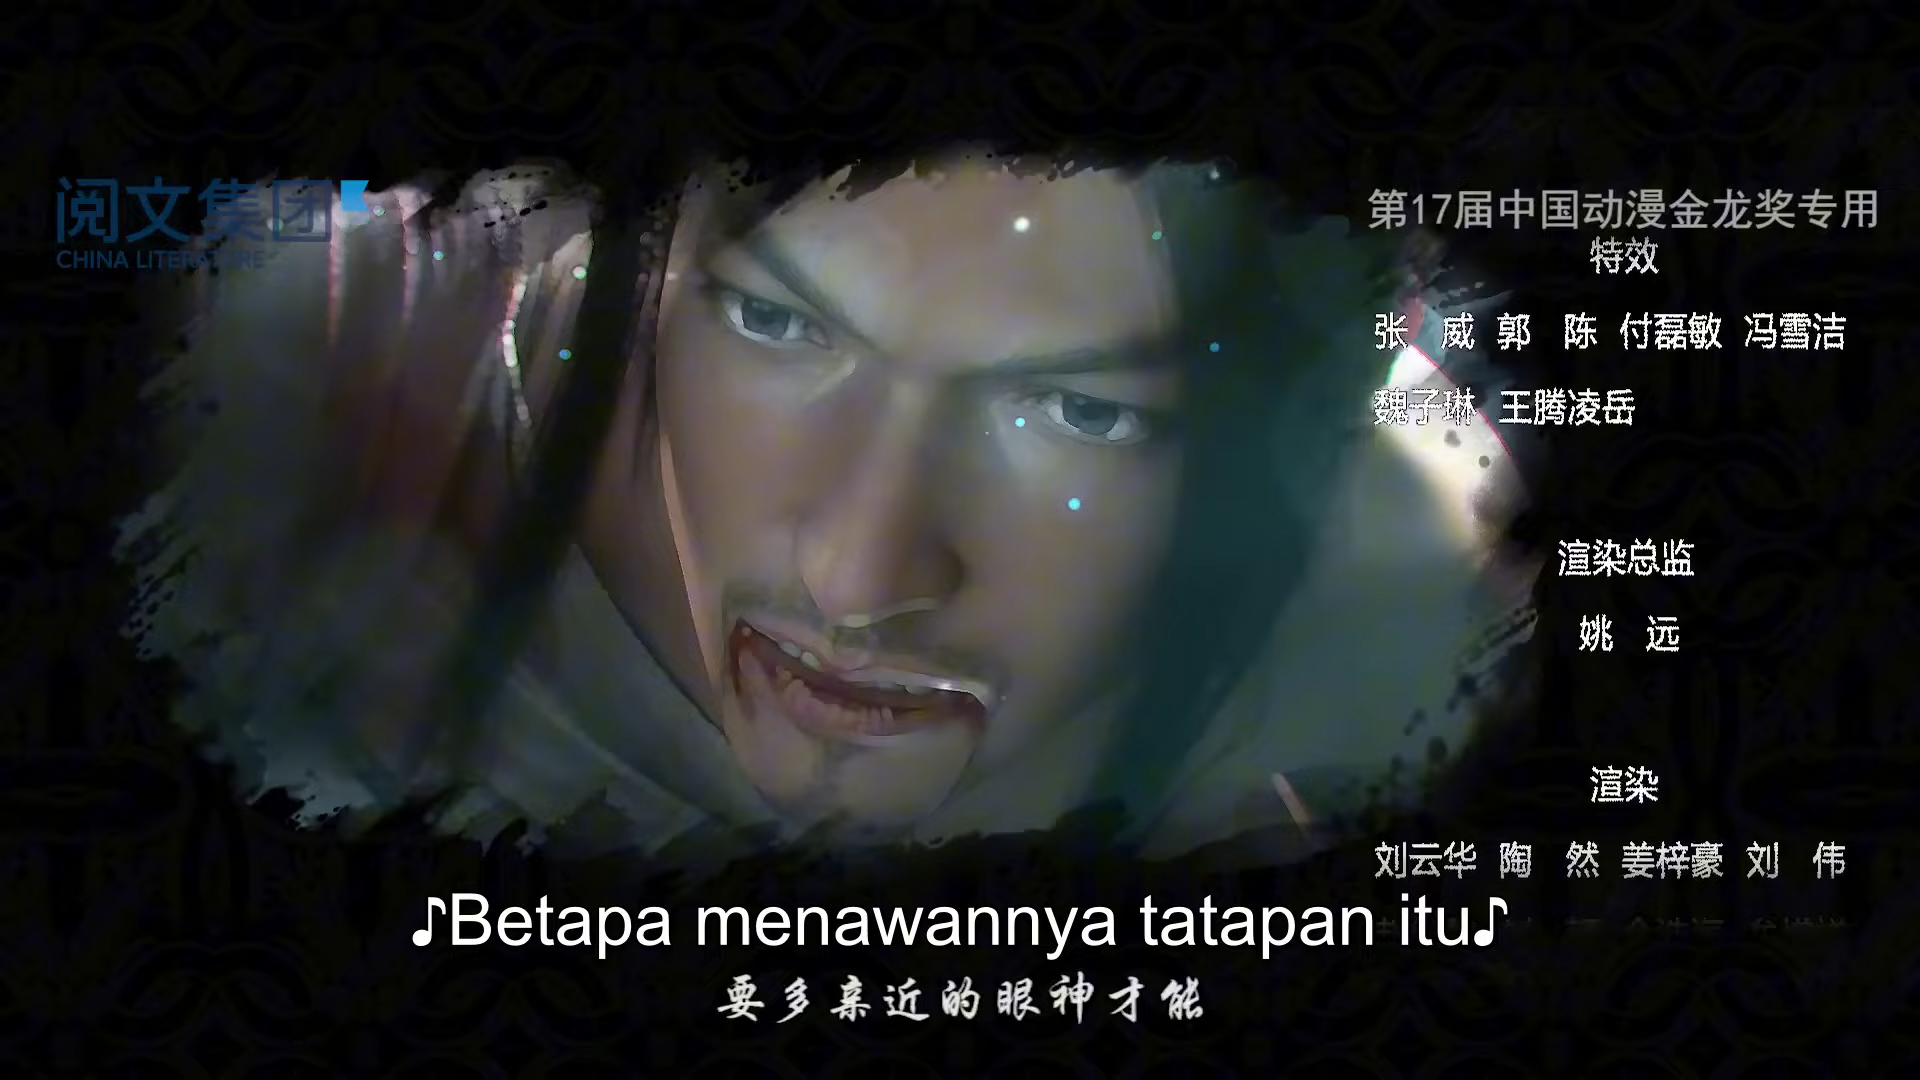 阅文集团
CHINA LITERATURE
第17届中国动漫金龙奖专用
特效
张 威 郭 陈 付磊敏 冯雪洁
魏子琳 王腾凌岳
渲染总监
姚 远
渲染
刘云华 陶 然 姜梓豪 刘 伟
♪Betapa menawannya tatapan itu♪
要多亲近的眼神才能